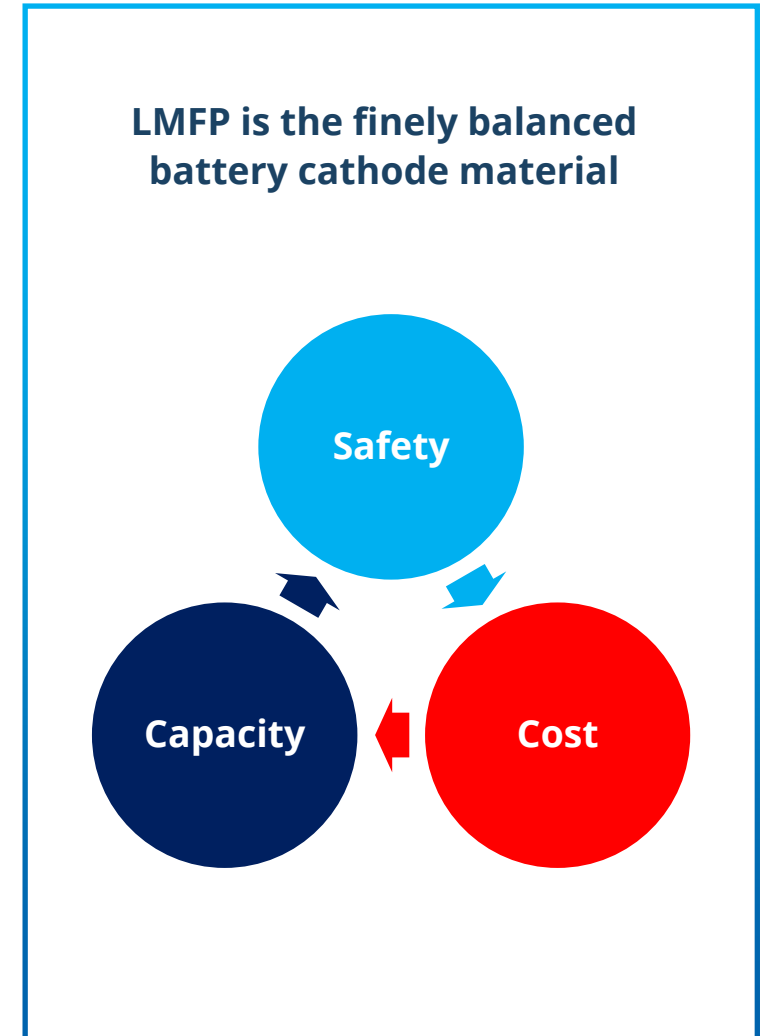 LMFP is the finely balanced
battery cathode material
Safety
Capacity
Cost